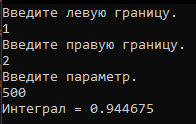 Введите левую границу.
1
Введите правую границу.
2
Введите параметр.
500
Интеграл = 0.944675